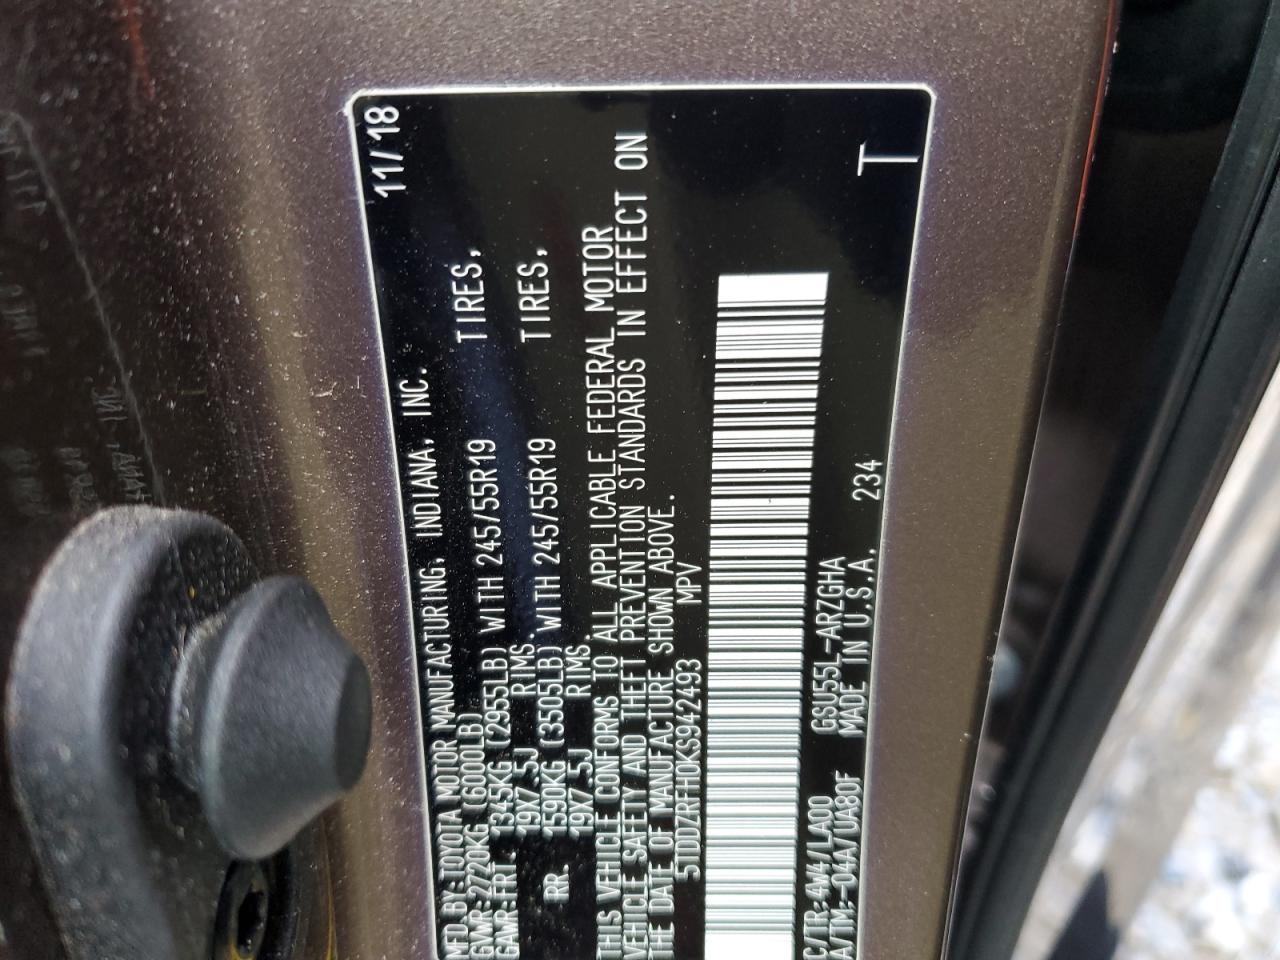 11/18
MFD.BY:TOYOTA MOTOR MANUFACTURING, INDIANA, INC.
GVWR:2720KG (6000LB)
GAWR:FRT. 1345KG (2955LB) WITH 245/55R19 TIRES,
19X7.5J RIMS.
RR. 1590KG (3505LB) WITH 245/55R19 TIRES,
19X7.5J RIMS.
THIS VEHICLE CONFORMS TO ALL APPLICABLE FEDERAL MOTOR
VEHICLE SAFETY AND THEFT PREVENTION STANDARDS IN EFFECT ON
THE DATE OF MANUFACTURE SHOWN ABOVE.
5TDDZRFH0KS942493 MPV
C/TR:4W4/LA00 GSU55L-ARZGHA
A/TM:-04A/UA80F MADE IN U.S.A. 234
T